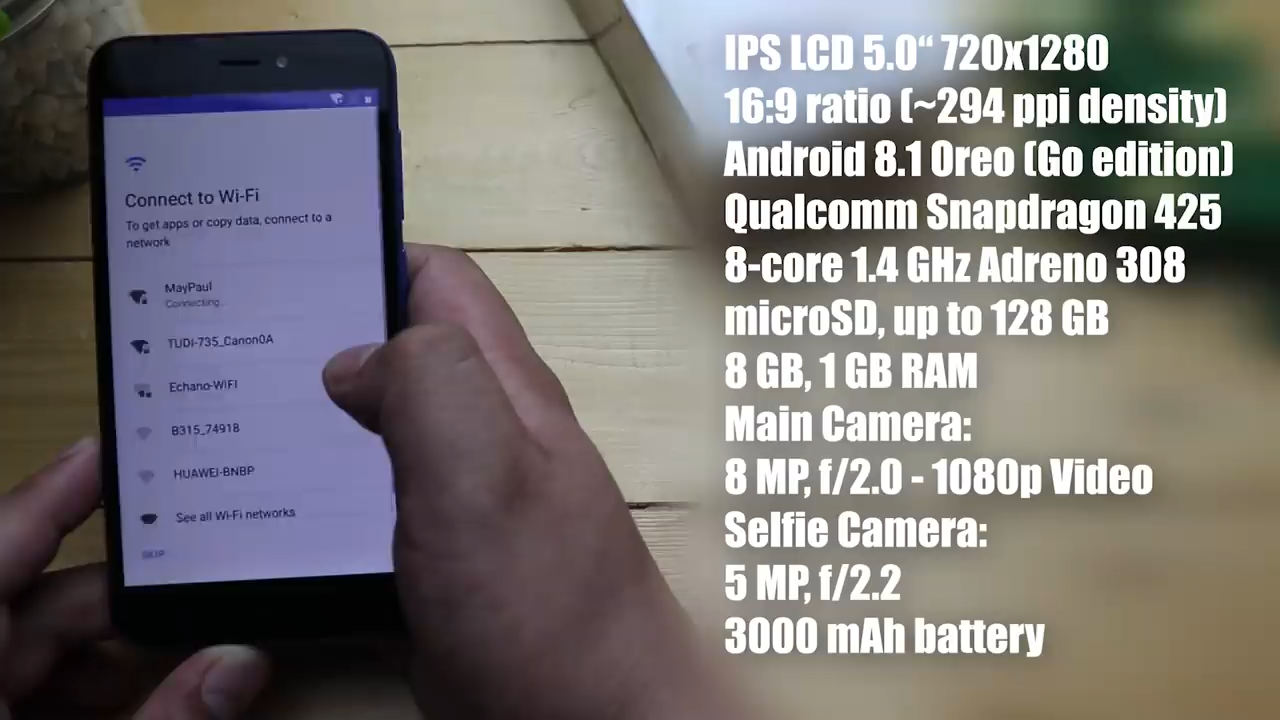 Connect to Wi-Fi
To get apps or copy data, connect to a
network
MayPaul
Connecting...
TUDI-735_Canon0A
Echano-WIFI
B315_74918
HUAWEI-BNBP
See all Wi-Fi networks
SKIP
IPS LCD 5.0“ 720x1280
16:9 ratio (~294 ppi density)
Android 8.1 Oreo (Go edition)
Qualcomm Snapdragon 425
8-core 1.4 GHz Adreno 308
microSD, up to 128 GB
8 GB, 1 GB RAM
Main Camera:
8 MP, f/2.0 - 1080p Video
Selfie Camera:
5 MP, f/2.2
3000 mAh battery